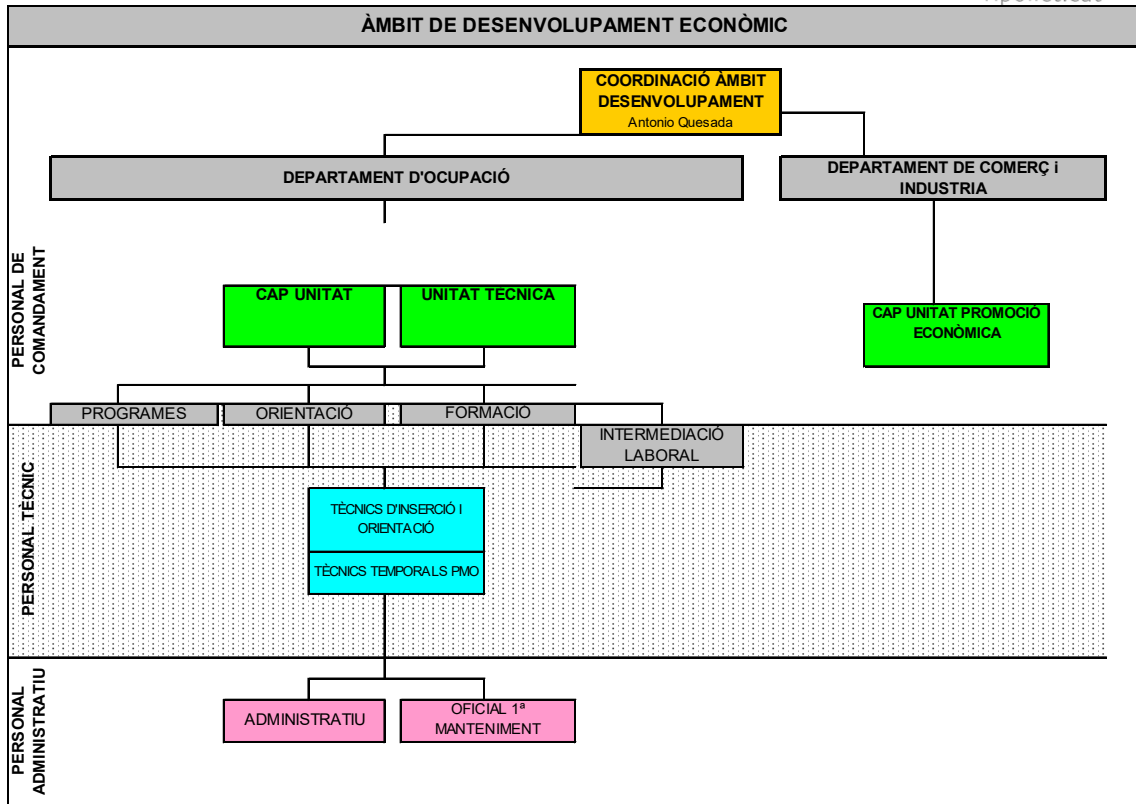 ÀMBIT DE DESENVOLUPAMENT ECONÒMIC
COORDINACIÓ ÀMBIT
DESENVOLUPAMENT
Antonio Quesada
DEPARTAMENT D'OCUPACIÓ
DEPARTAMENT DE COMERÇ i
INDUSTRIA
PERSONAL DE
COMANDAMENT
CAP UNITAT
UNITAT TÈCNICA
CAP UNITAT PROMOCIÓ
ECONÒMICA
PROGRAMES
ORIENTACIÓ
FORMACIÓ
INTERMEDIACIÓ
LABORAL
PERSONAL TÈCNIC
TÈCNICS D'INSERCIÓ I
ORIENTACIÓ
TÈCNICS TEMPORALS PMO
PERSONAL
ADMINISTRATIU
ADMINISTRATIU
OFICIAL 1ª
MANTENIMENT